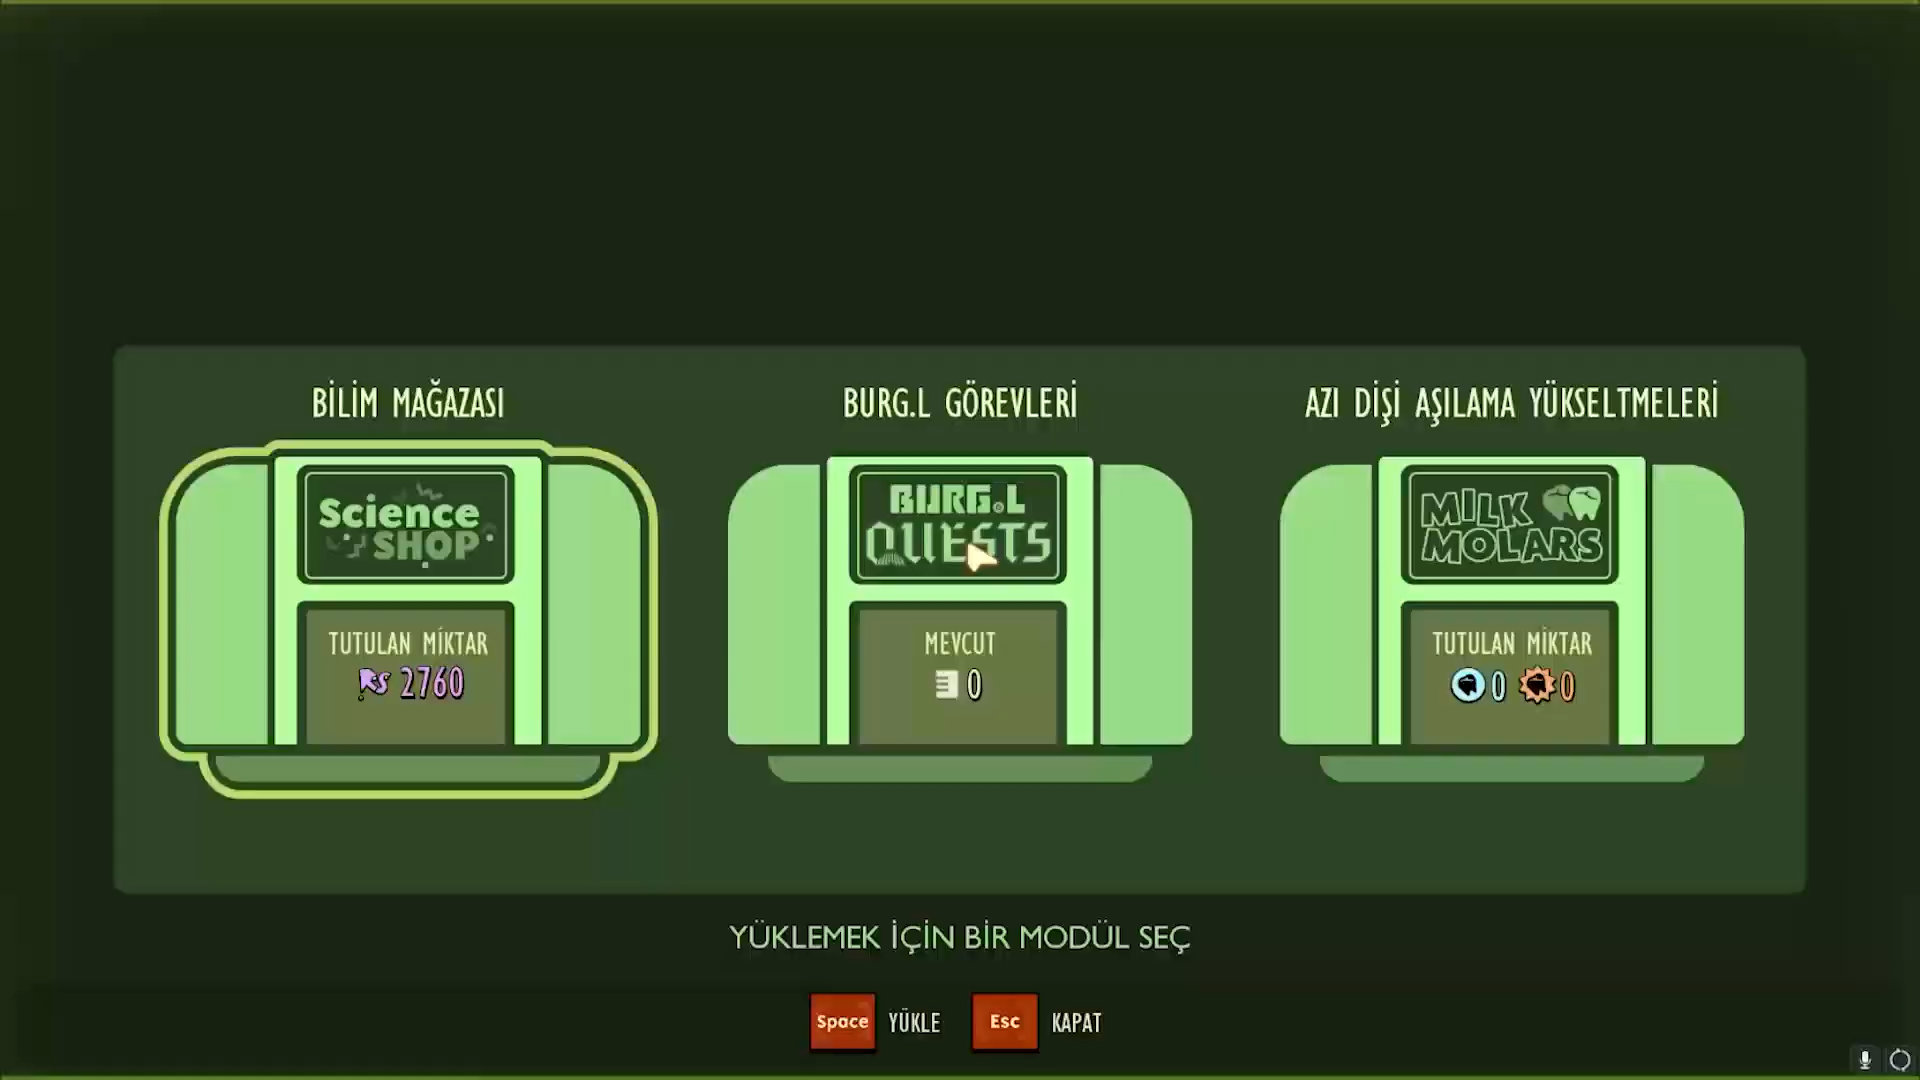 BİLİM MAĞAZASI
Science
SHOP
TUTULAN MİKTAR
RS 2760
BURG.L GÖREVLERİ
BURG.L
QUESTS
MEVCUT
0
AZI DİŞİ AŞILAMA YÜKSELTMELERİ
MILK
MOLARS
TUTULAN MİKTAR
0 0
YÜKLEMEK İÇİN BİR MODÜL SEÇ
Space YÜKLE Esc KAPAT